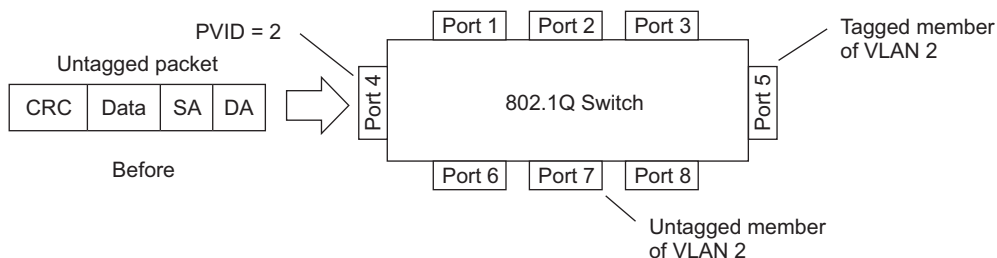 PVID = 2
Port 1
Port 2
Port 3
Tagged member
of VLAN 2
Untagged packet
CRC
Data
SA
DA
Port 4
802.1Q Switch
Port 5
Before
Port 6
Port 7
Port 8
Untagged member
of VLAN 2